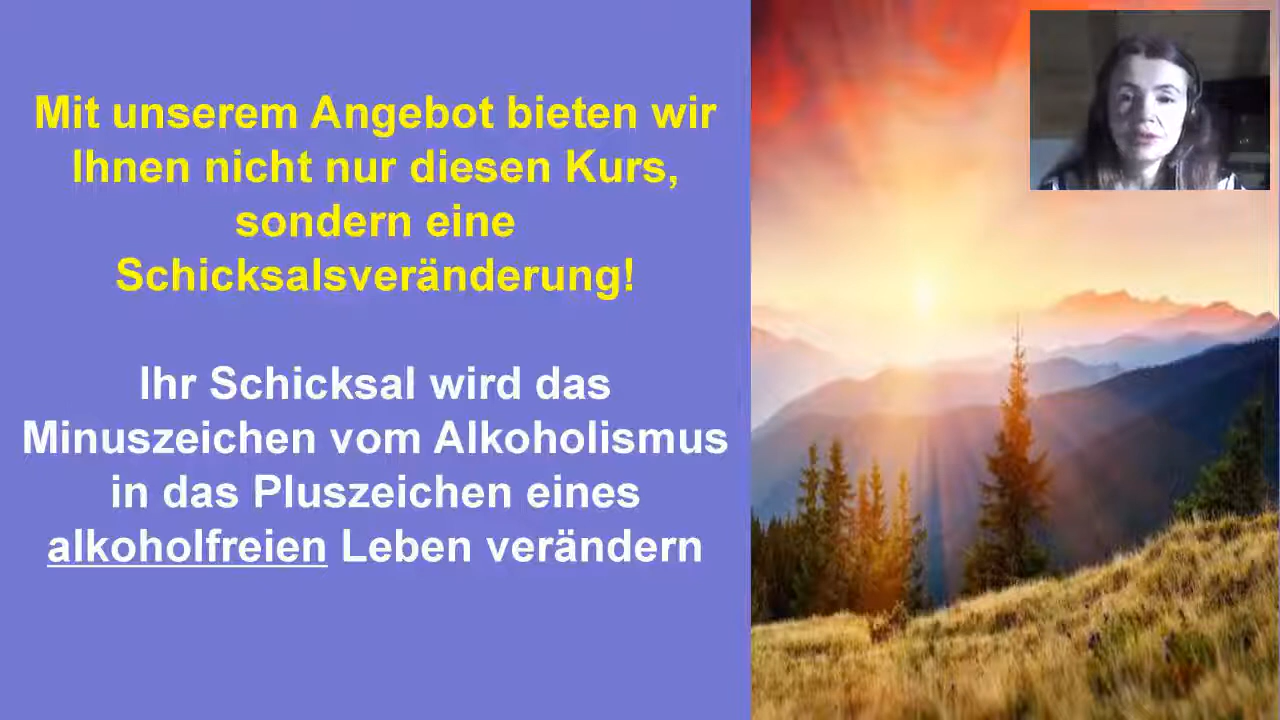 Mit unserem Angebot bieten wir
Ihnen nicht nur diesen Kurs,
sondern eine
Schicksalsveränderung!
Ihr Schicksal wird das
Minuszeichen vom Alkoholismus
in das Pluszeichen eines
alkoholfreien Leben verändern